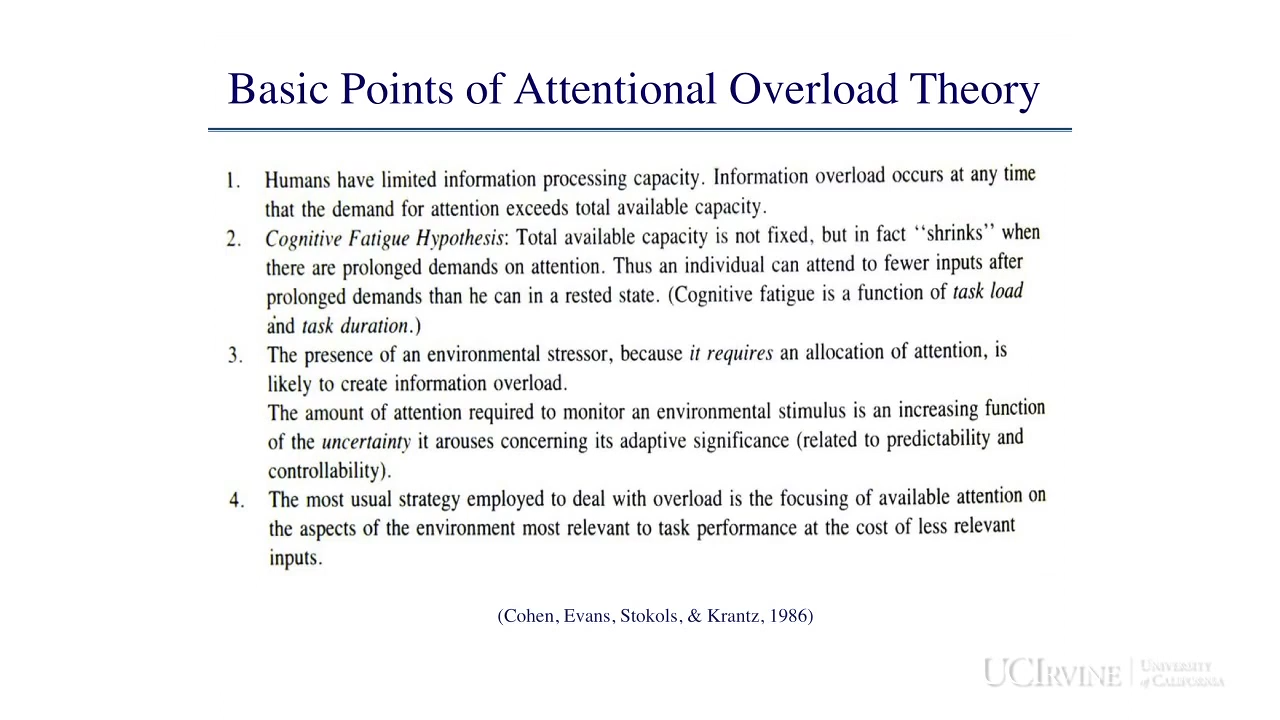 Basic Points of Attentional Overload Theory
1. Humans have limited information processing capacity. Information overload occurs at any time
that the demand for attention exceeds total available capacity.
2. Cognitive Fatigue Hypothesis: Total available capacity is not fixed, but in fact ‘‘shrinks’’ when
there are prolonged demands on attention. Thus an individual can attend to fewer inputs after
prolonged demands than he can in a rested state. (Cognitive fatigue is a function of task load
and task duration.)
3. The presence of an environmental stressor, because it requires an allocation of attention, is
likely to create information overload.
The amount of attention required to monitor an environmental stimulus is an increasing function
of the uncertainty it arouses concerning its adaptive significance (related to predictability and
controllability).
4. The most usual strategy employed to deal with overload is the focusing of available attention on
the aspects of the environment most relevant to task performance at the cost of less relevant
inputs.
(Cohen, Evans, Stokols, & Krantz, 1986)
UCIRVINE | UNIVERSITY
of CALIFORNIA